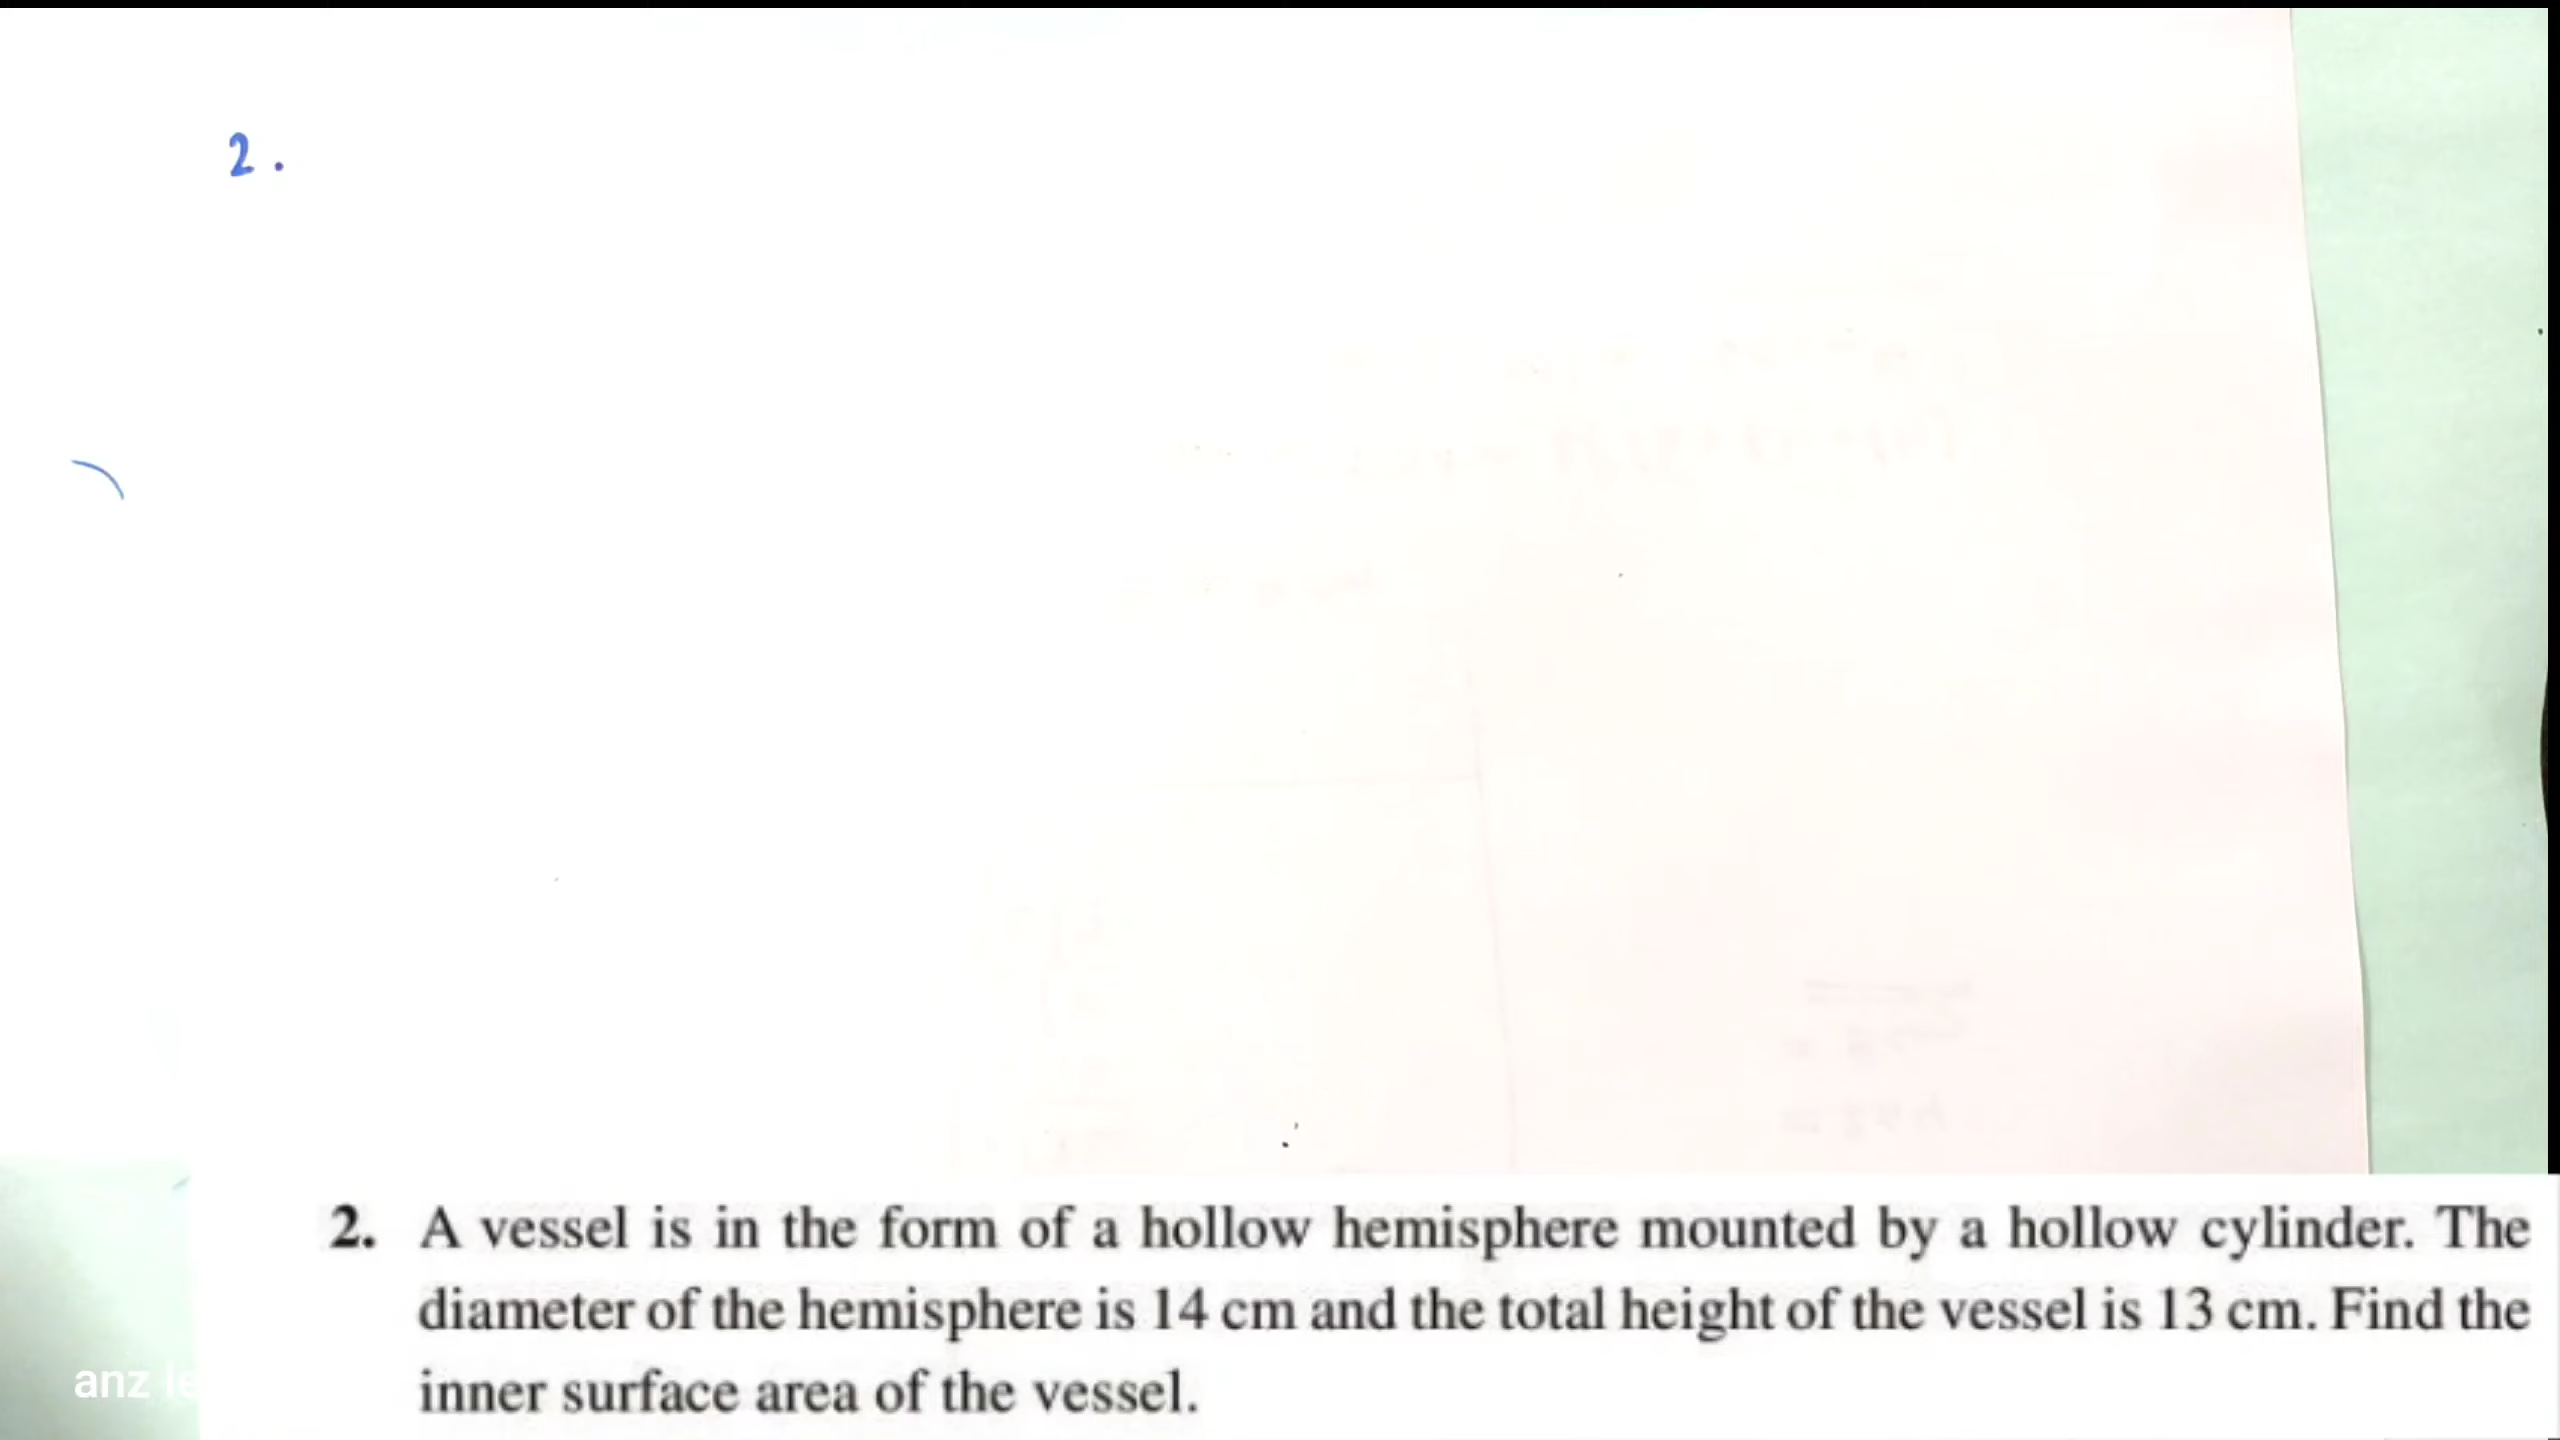 2.
2. A vessel is in the form of a hollow hemisphere mounted by a hollow cylinder. The
diameter of the hemisphere is 14 cm and the total height of the vessel is 13 cm. Find the
inner surface area of the vessel.
anz le